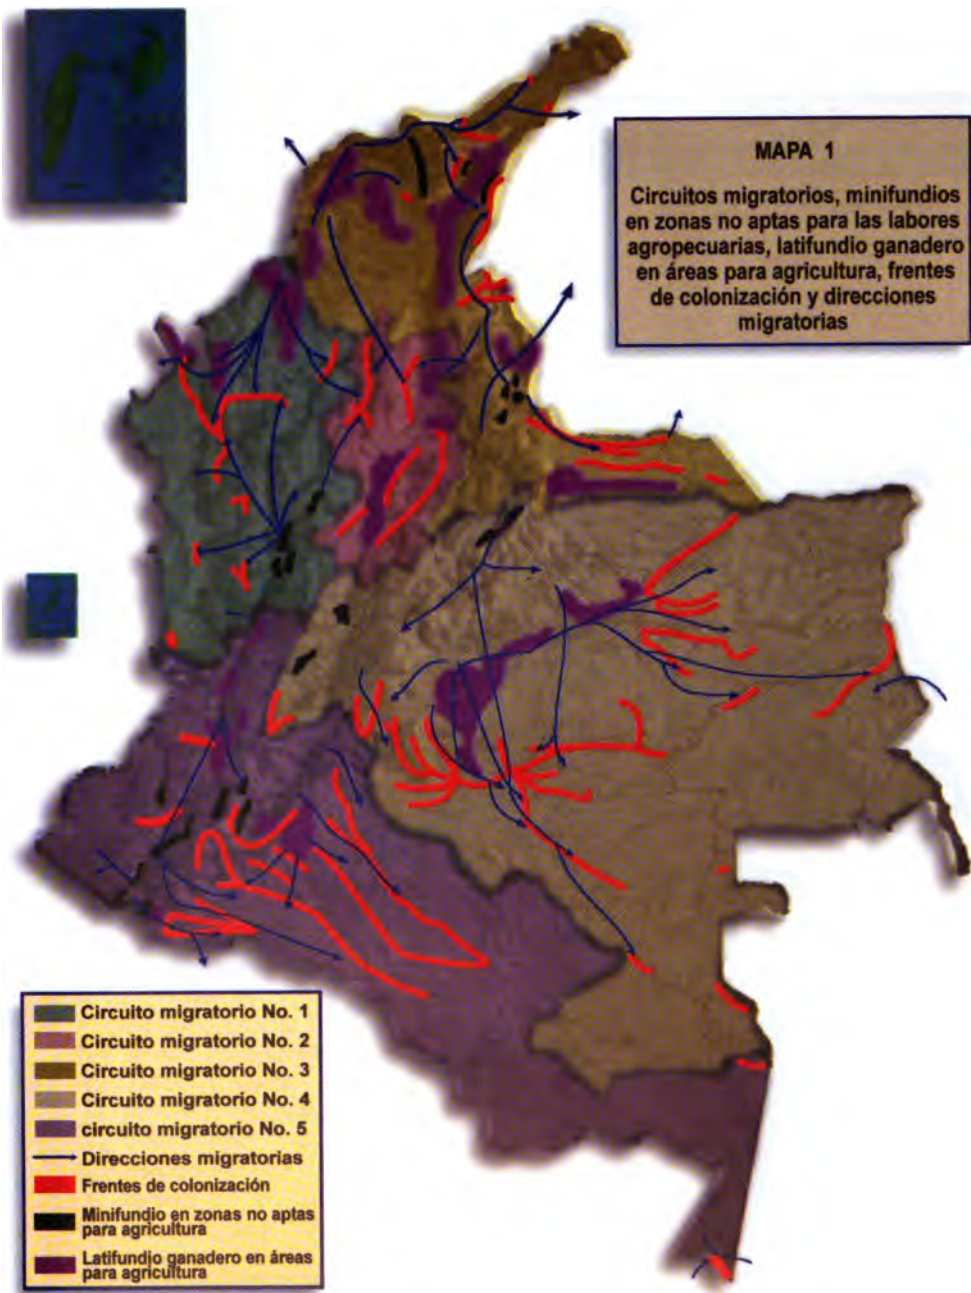 MAPA 1
Circuitos migratorios, minifundios
en zonas no aptas para las labores
agropecuarias, latifundio ganadero
en áreas para agricultura, frentes
de colonización y direcciones
migratorias
Circuito migratorio No. 1
Circuito migratorio No. 2
Circuito migratorio No. 3
Circuito migratorio No. 4
circuito migratorio No. 5
Direcciones migratorias
Frentes de colonización
Minifundio en zonas no aptas
para agricultura
Latifundio ganadero en áreas
para agricultura